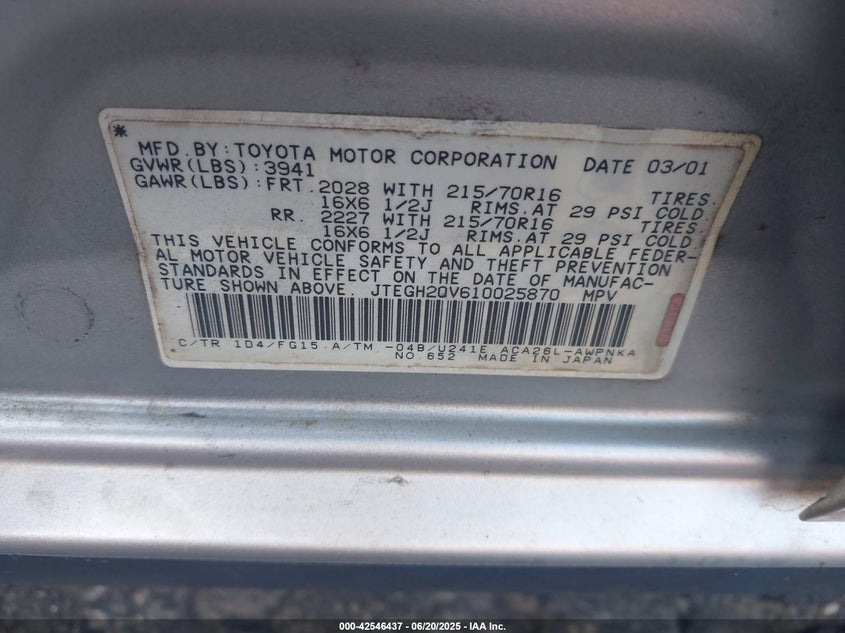 *
MFD.BY:TOYOTA MOTOR CORPORATION DATE 03/01
GVWR(LBS):3941
GAWR(LBS):FRT. 2028 WITH 215/70R16 TIRES.
16X6 1/2J RIMS.AT 29 PSI COLD.
RR. 2227 WITH 215/70R16 TIRES.
16X6 1/2J RIMS.AT 29 PSI COLD.
THIS VEHICLE CONFORMS TO ALL APPLICABLE FEDER-
AL MOTOR VEHICLE SAFETY AND THEFT PREVENTION
STANDARDS IN EFFECT ON THE DATE OF MANUFAC-
TURE SHOWN ABOVE. JTEGH20V610025870 MPV
C/TR 1D4/FG15.A/TM -04B/U241E ACA26L-AWPNKA
NO.652 MADE IN JAPAN
000-42546437 - 06/20/2025 - IAA Inc.